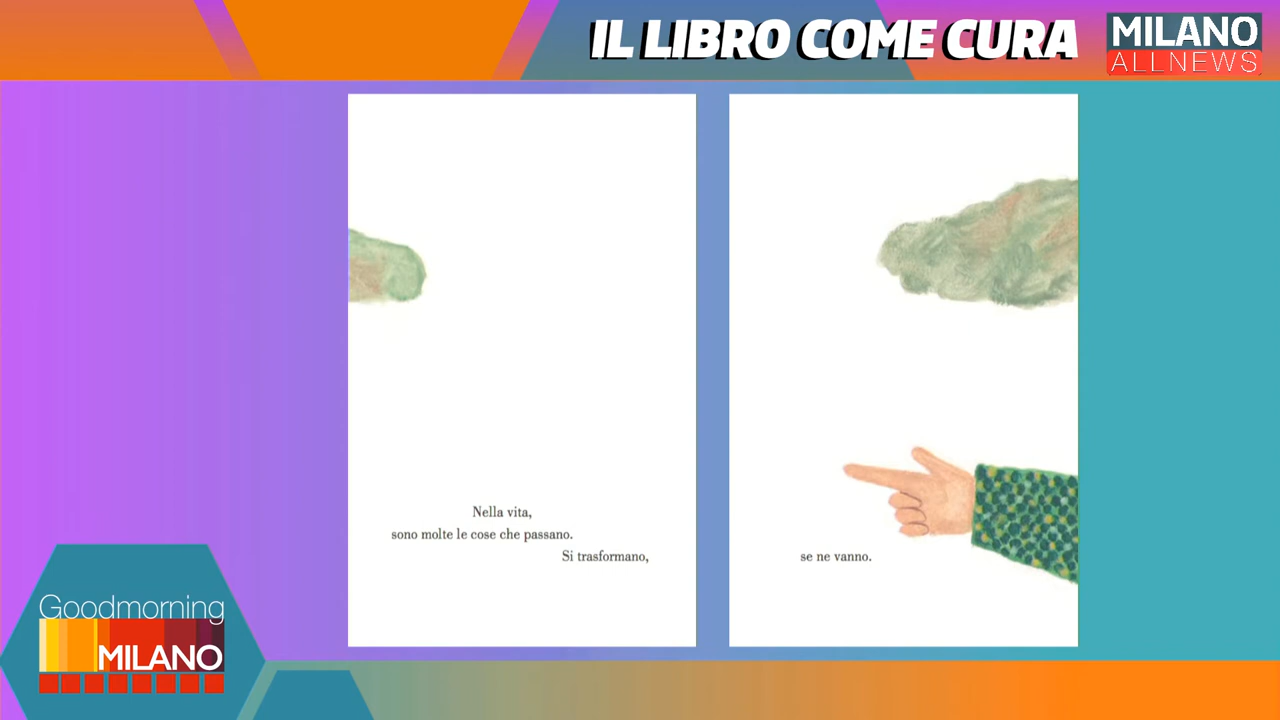 IL LIBRO COME CURA
MILANO
ALLNEWS
Nella vita,
sono molte le cose che passano.
Si trasformano,
se ne vanno.
Goodmorning
MILANO